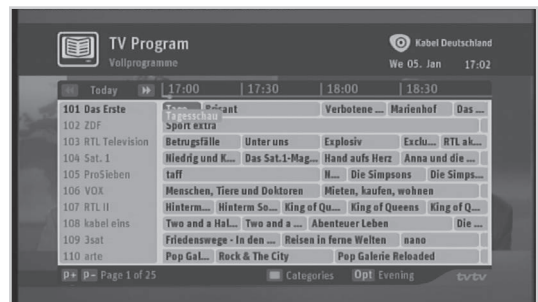 TV Program
Vollprogramme
Kabel Deutschland
We 05. Jan 17:02
Today 17:00 17:30 18:00 18:30
101 Das Erste Tage... Brisant Verbotene ... Marienhof Das ...
Tagesschau
102 ZDF Sport extra
103 RTL Television Betrugsfälle Unter uns Explosiv Exclu... RTL ak...
104 Sat. 1 Niedrig und K... Das Sat.1-Mag... Hand aufs Herz Anna und die ...
105 ProSieben taff N... Die Simpsons Die Simps...
106 VOX Menschen, Tiere und Doktoren Mieten, kaufen, wohnen
107 RTL II Hinterm... Hinterm So... King of Qu... King of Queens King of Q...
108 kabel eins Two and a Hal... Two and a ... Abenteuer Leben Die ...
109 3sat Friedenswege - In den ... Reisen in ferne Welten nano
110 arte Pop Gal... Rock & The City Pop Galerie Reloaded
P+ P- Page 1 of 25 Categories Opt Evening tvtv